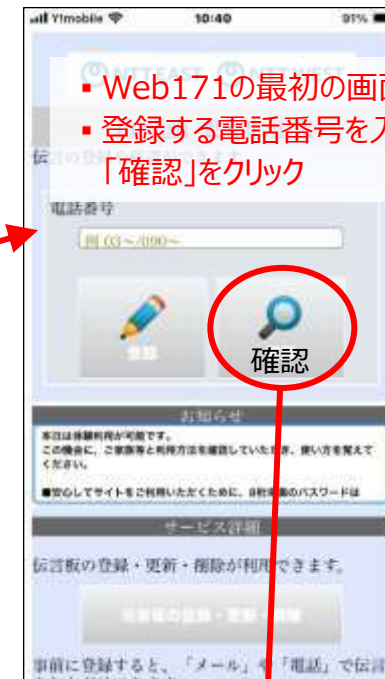 Y!mobile
10:40
91%
NTT EAST NTT WEST
▪ Web171の最初の画
▪ 登録する電話番号を入
「確認」をクリック
電話番号
例 03~/090~
登録
確認
お知らせ
本日は体験利用が可能です。
この機会に、ご家族等と利用方法を確認していただき、使い方を覚えて
ください。
■安心してサイトをご利用いただくために、
のパスワードは
サービス詳細
伝言板の登録・更新・削除が利用できます。
伝言板の登録・更新・削除
事前に登録すると、「メール」や「電話」で伝言